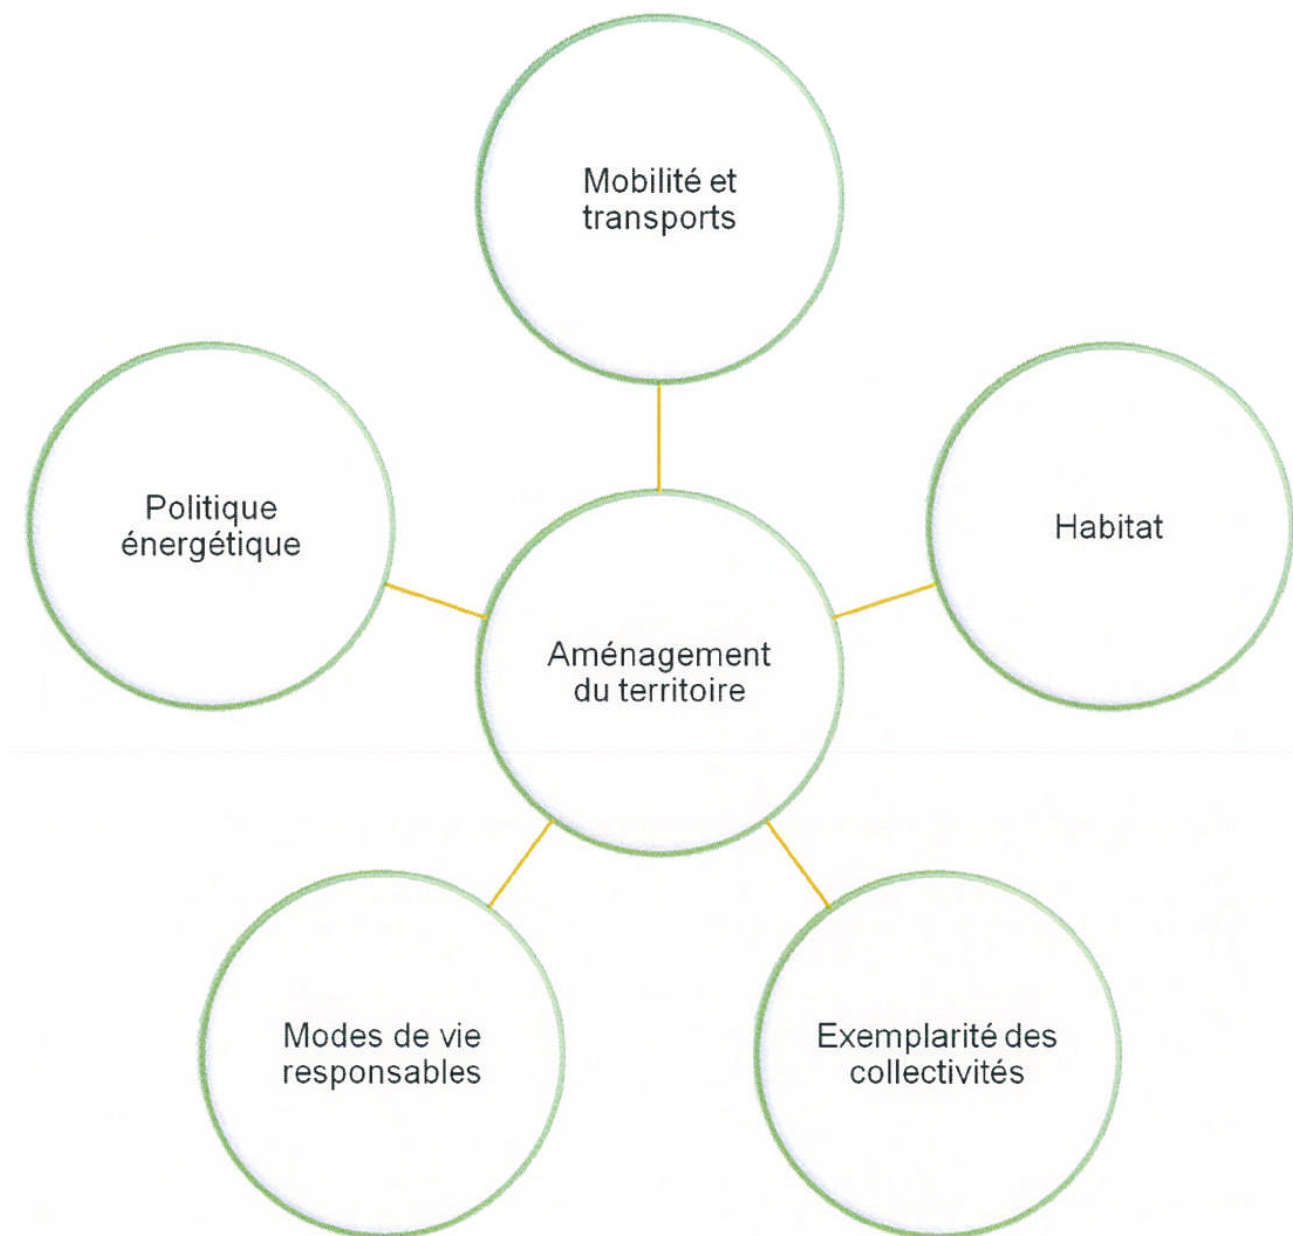 Mobilité et
transports
Politique
énergétique
Habitat
Aménagement
du territoire
Modes de vie
responsables
Exemplarité des
collectivités